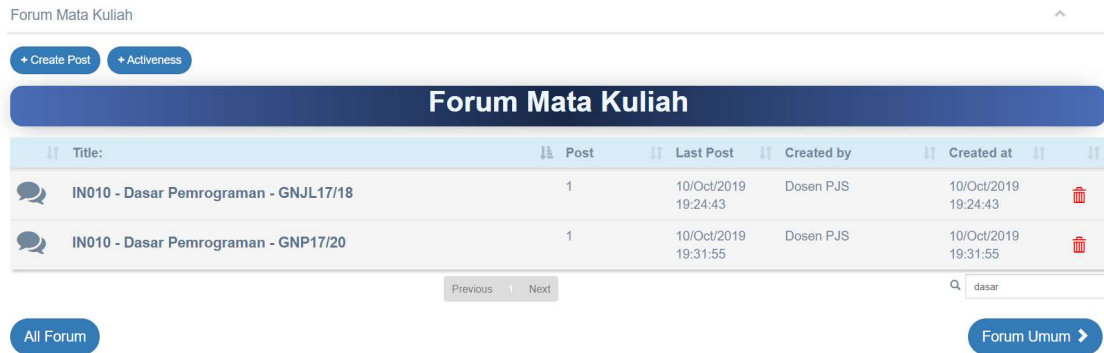 Forum Mata Kuliah
+ Create Post + Activeness
Forum Mata Kuliah
Title: Post Last Post Created by Created at
IN010 - Dasar Pemrograman - GNJL17/18 1 10/Oct/2019 Dosen PJS 10/Oct/2019
19:24:43 19:24:43
IN010 - Dasar Pemrograman - GNP17/20 1 10/Oct/2019 Dosen PJS 10/Oct/2019
19:31:55 19:31:55
Previous 1 Next dasar
All Forum Forum Umum